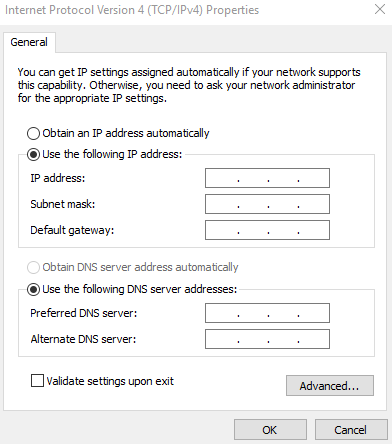 Internet Protocol Version 4 (TCP/IPv4) Properties
General
You can get IP settings assigned automatically if your network supports
this capability. Otherwise, you need to ask your network administrator
for the appropriate IP settings.
Obtain an IP address automatically
Use the following IP address:
IP address: . . .
Subnet mask: . . .
Default gateway: . . .
Obtain DNS server address automatically
Use the following DNS server addresses:
Preferred DNS server: . . .
Alternate DNS server: . . .
Validate settings upon exit
Advanced...
OK Cancel